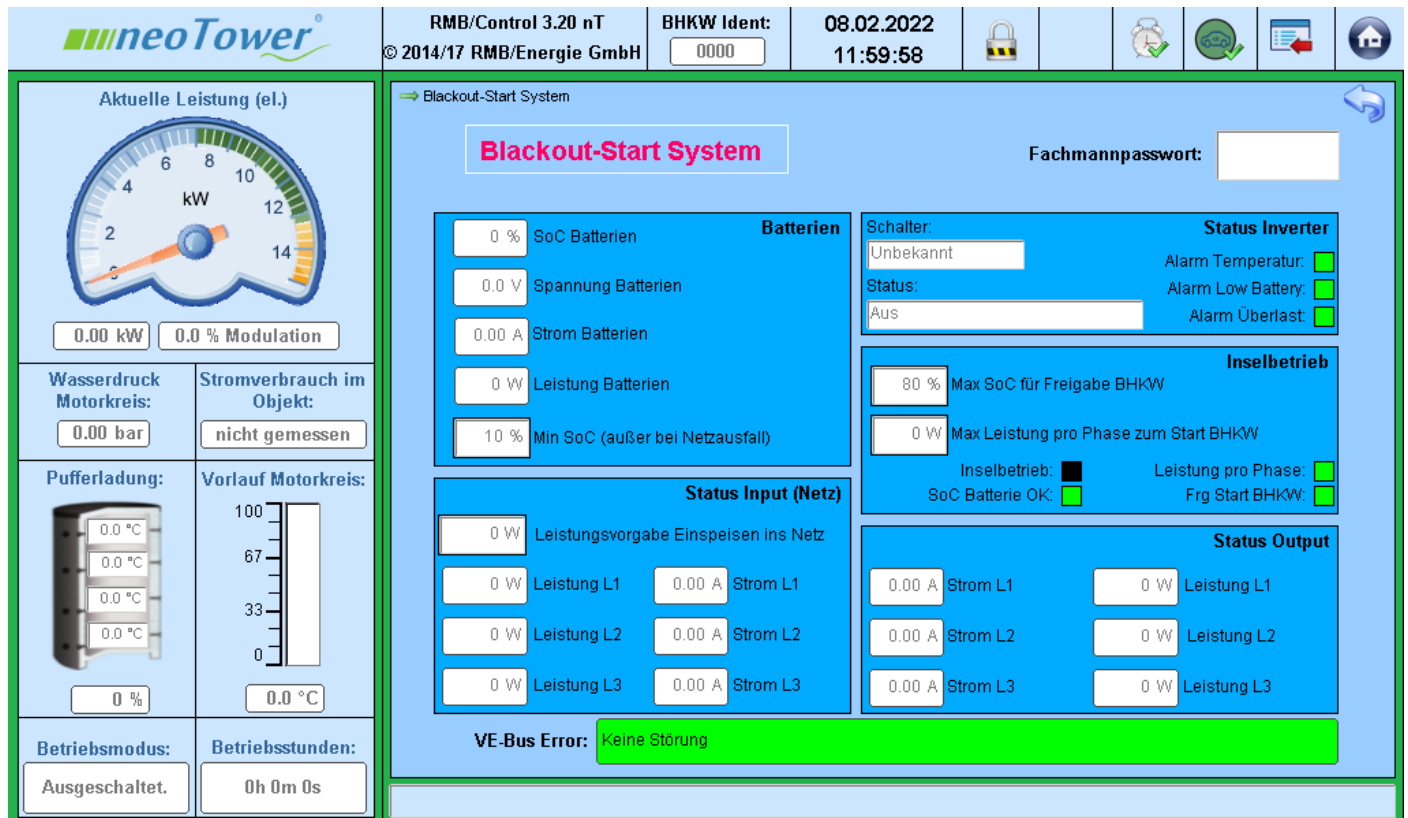 neoTower®
RMB/Control 3.20 nT
© 2014/17 RMB/Energie GmbH
BHKW Ident:
0000
08.02.2022
11:59:58
Aktuelle Leistung (el.)
0
2
4
6
8
10
12
14
kW
0.00 kW
0.0 % Modulation
Wasserdruck
Motorkreis:
0.00 bar
Stromverbrauch im
Objekt:
nicht gemessen
Pufferladung:
0.0 °C
0.0 °C
0.0 °C
0.0 °C
0 %
Vorlauf Motorkreis:
100
67
33
0
0.0 °C
Betriebsmodus:
Ausgeschaltet.
Betriebsstunden:
0h 0m 0s
Blackout-Start System
Blackout-Start System
Fachmannpasswort:
Batterien
0 % SoC Batterien
0.0 V Spannung Batterien
0.00 A Strom Batterien
0 W Leistung Batterien
10 % Min SoC (außer bei Netzausfall)
Status Inverter
Schalter:
Unbekannt
Status:
Aus
Alarm Temperatur:
Alarm Low Battery:
Alarm Überlast:
Inselbetrieb
80 % Max SoC für Freigabe BHKW
0 W Max Leistung pro Phase zum Start BHKW
Inselbetrieb:
Leistung pro Phase:
SoC Batterie OK:
Frg Start BHKW:
Status Input (Netz)
0 W Leistungsvorgabe Einspeisen ins Netz
0 W Leistung L1 0.00 A Strom L1
0 W Leistung L2 0.00 A Strom L2
0 W Leistung L3 0.00 A Strom L3
Status Output
0.00 A Strom L1 0 W Leistung L1
0.00 A Strom L2 0 W Leistung L2
0.00 A Strom L3 0 W Leistung L3
VE-Bus Error: Keine Störung